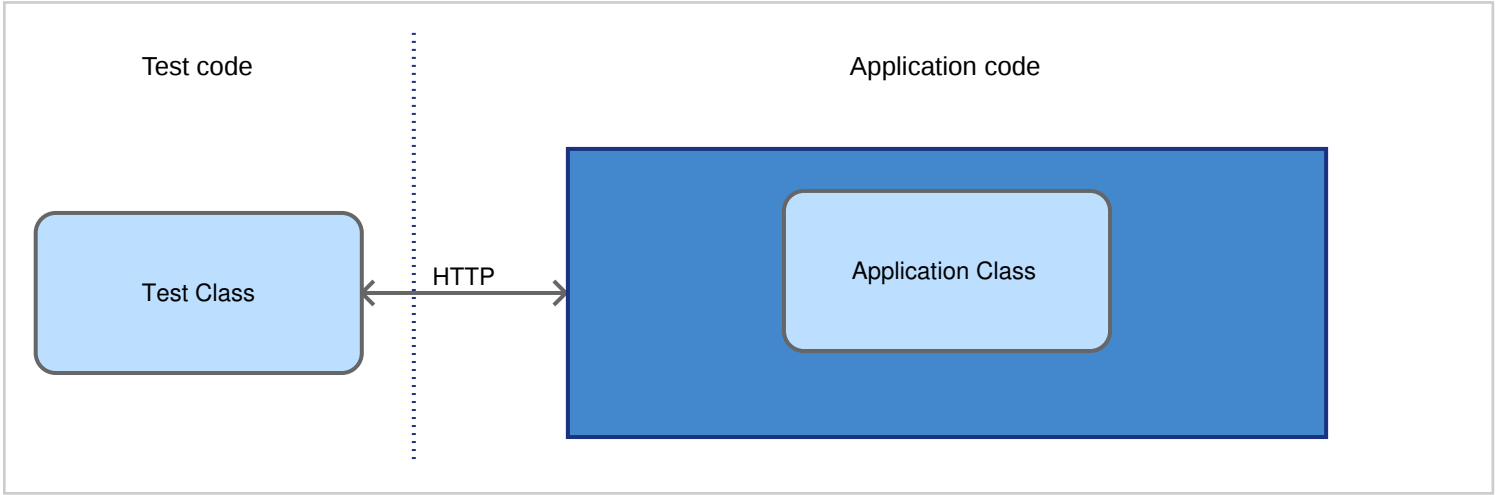 Test code
Application code
Test Class
HTTP
Application Class